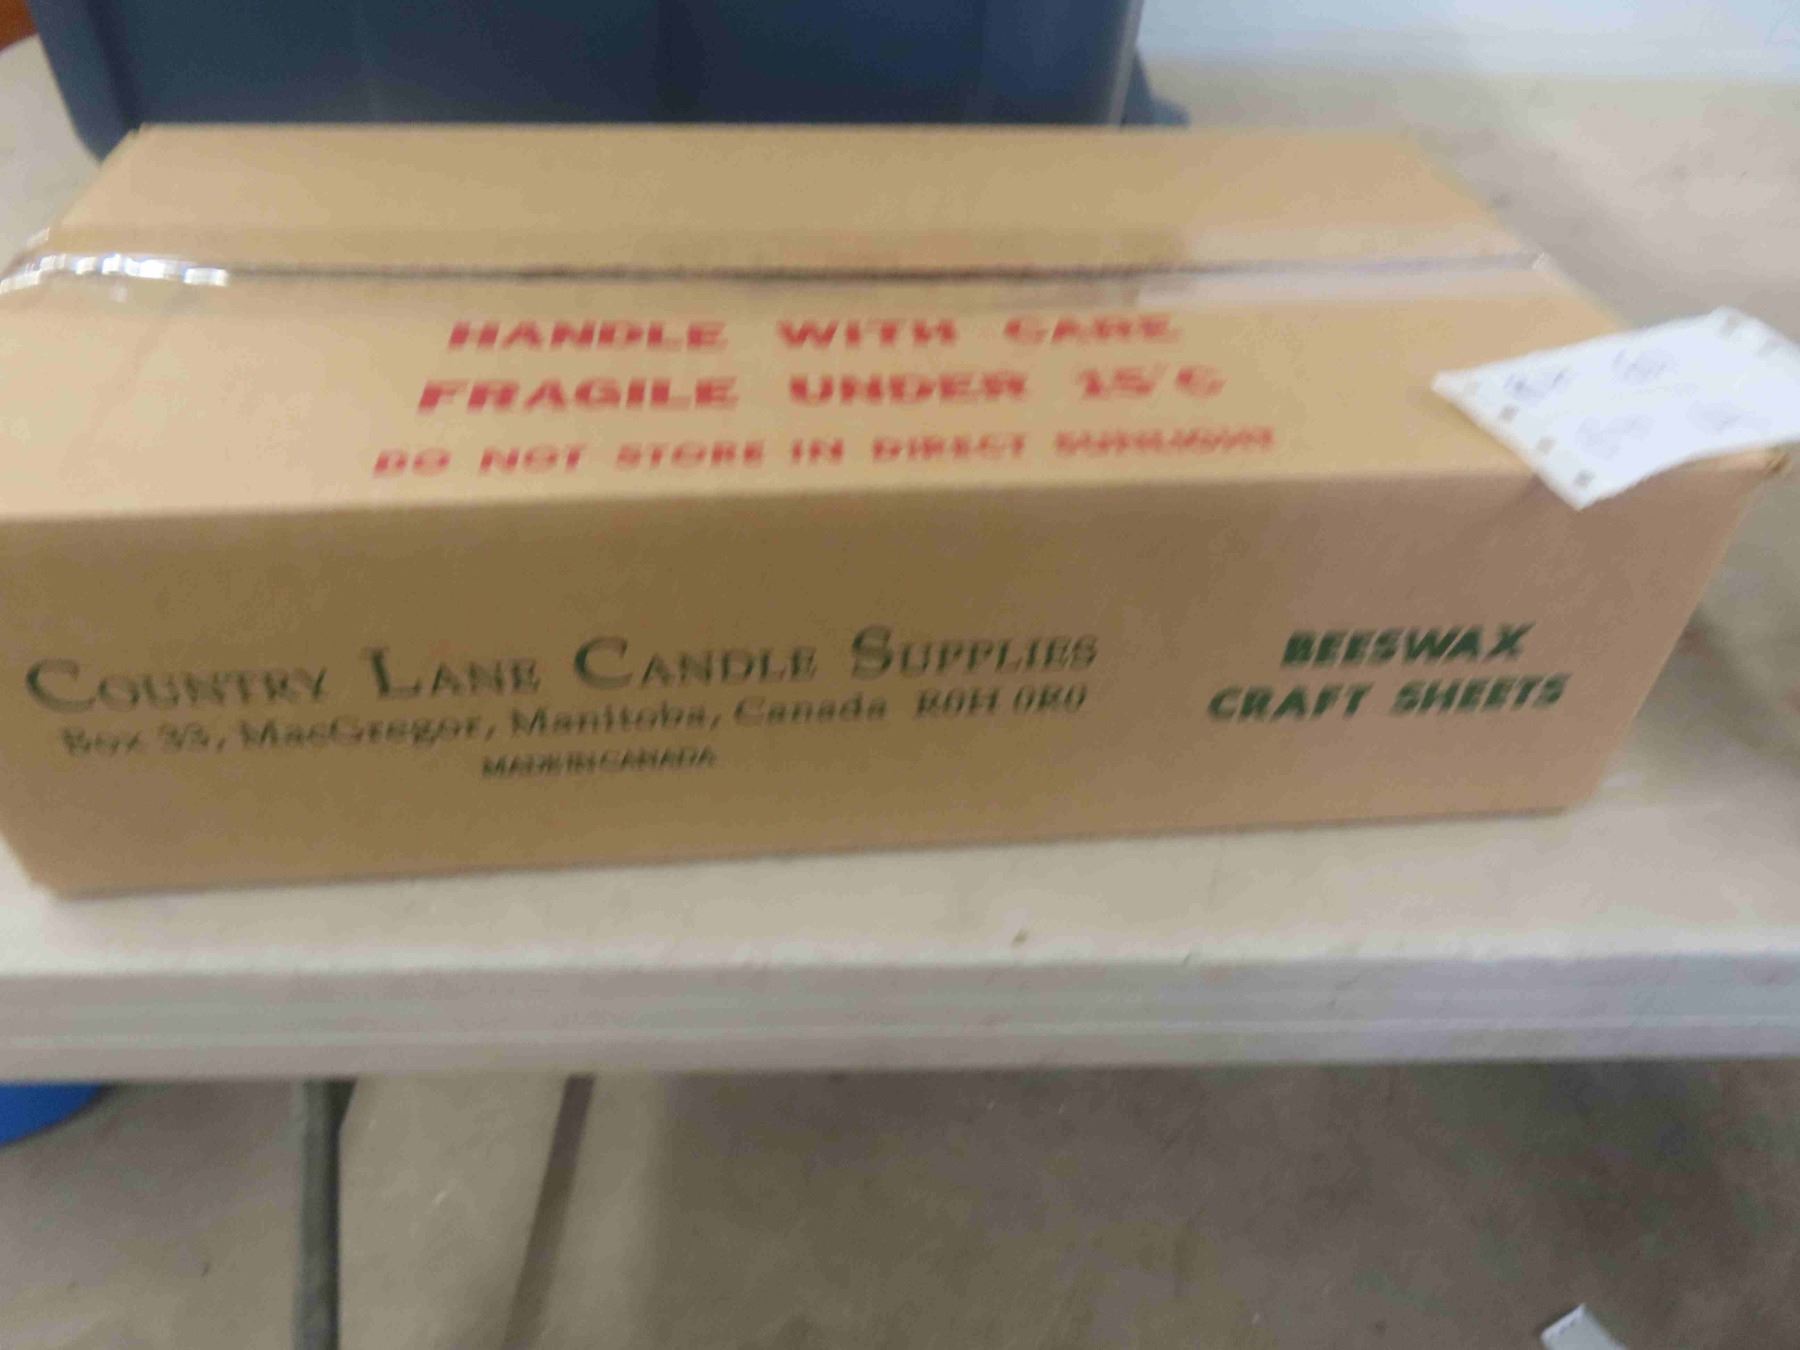 HANDLE WITH CARE
FRAGILE UNDER 15°C
DO NOT STORE IN DIRECT SUNLIGHT
COUNTRY LANE CANDLE SUPPLIES
Box 33, MacGregor, Manitoba, Canada R0H 0R0
MADE IN CANADA
BEESWAX
CRAFT SHEETS